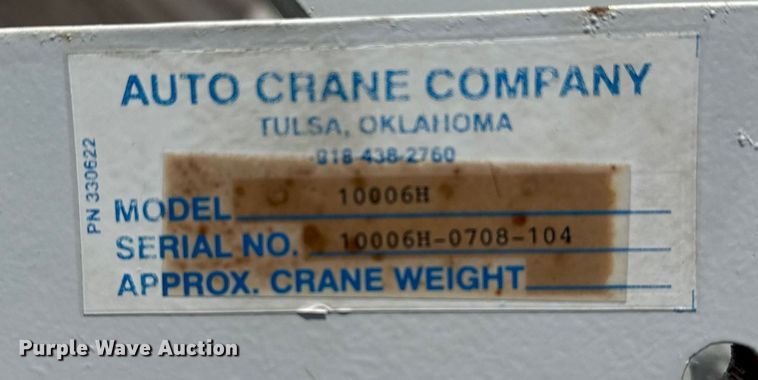 AUTO CRANE COMPANY
TULSA, OKLAHOMA
918-438-2760
MODEL 10006H
SERIAL NO. 10006H-0708-104
APPROX. CRANE WEIGHT
PN 330622
Purple Wave Auction